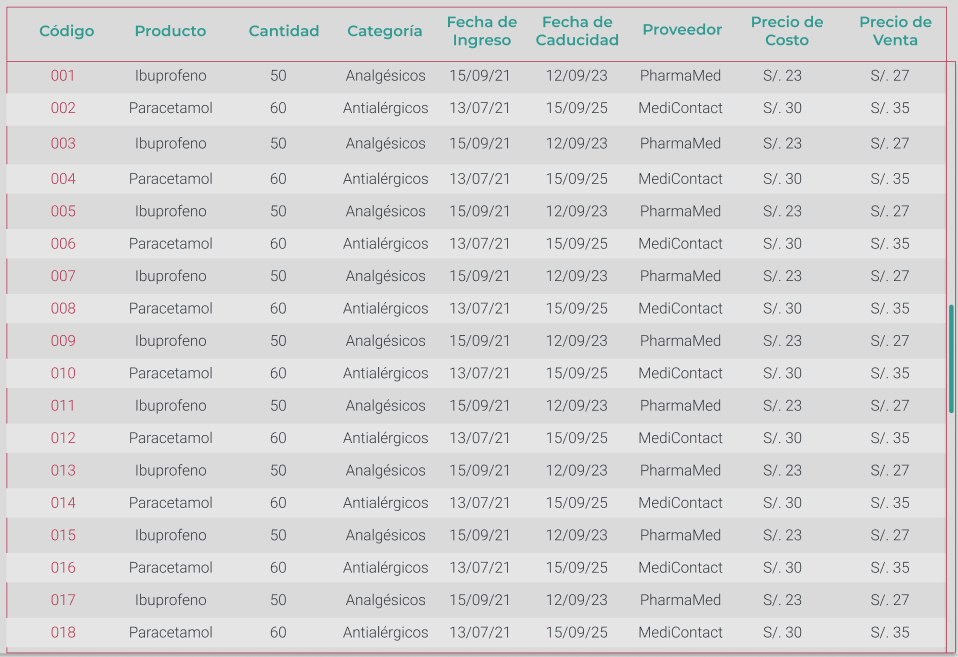 Código Producto Cantidad Categoría Fecha de Ingreso Fecha de Caducidad Proveedor Precio de Costo Precio de Venta
001 Ibuprofeno 50 Analgésicos 15/09/21 12/09/23 PharmaMed S/. 23 S/. 27
002 Paracetamol 60 Antialérgicos 13/07/21 15/09/25 MediContact S/. 30 S/. 35
003 Ibuprofeno 50 Analgésicos 15/09/21 12/09/23 PharmaMed S/. 23 S/. 27
004 Paracetamol 60 Antialérgicos 13/07/21 15/09/25 MediContact S/. 30 S/. 35
005 Ibuprofeno 50 Analgésicos 15/09/21 12/09/23 PharmaMed S/. 23 S/. 27
006 Paracetamol 60 Antialérgicos 13/07/21 15/09/25 MediContact S/. 30 S/. 35
007 Ibuprofeno 50 Analgésicos 15/09/21 12/09/23 PharmaMed S/. 23 S/. 27
008 Paracetamol 60 Antialérgicos 13/07/21 15/09/25 MediContact S/. 30 S/. 35
009 Ibuprofeno 50 Analgésicos 15/09/21 12/09/23 PharmaMed S/. 23 S/. 27
010 Paracetamol 60 Antialérgicos 13/07/21 15/09/25 MediContact S/. 30 S/. 35
011 Ibuprofeno 50 Analgésicos 15/09/21 12/09/23 PharmaMed S/. 23 S/. 27
012 Paracetamol 60 Antialérgicos 13/07/21 15/09/25 MediContact S/. 30 S/. 35
013 Ibuprofeno 50 Analgésicos 15/09/21 12/09/23 PharmaMed S/. 23 S/. 27
014 Paracetamol 60 Antialérgicos 13/07/21 15/09/25 MediContact S/. 30 S/. 35
015 Ibuprofeno 50 Analgésicos 15/09/21 12/09/23 PharmaMed S/. 23 S/. 27
016 Paracetamol 60 Antialérgicos 13/07/21 15/09/25 MediContact S/. 30 S/. 35
017 Ibuprofeno 50 Analgésicos 15/09/21 12/09/23 PharmaMed S/. 23 S/. 27
018 Paracetamol 60 Antialérgicos 13/07/21 15/09/25 MediContact S/. 30 S/. 35